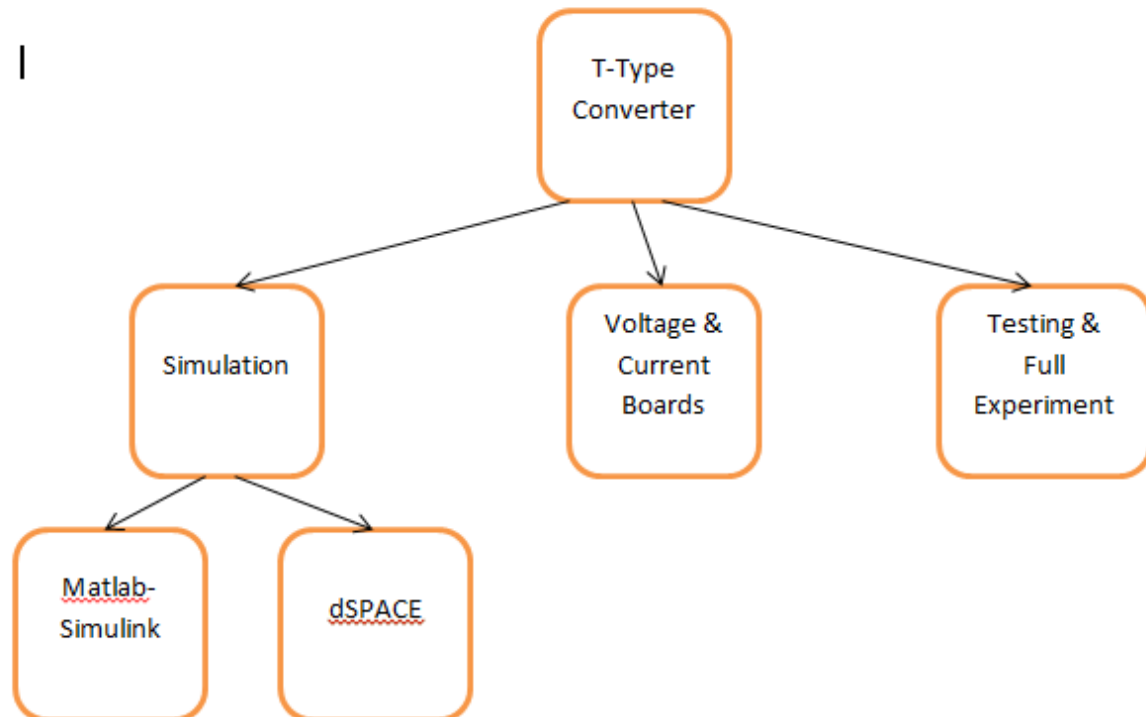 T-Type
Converter
Simulation
Voltage &
Current
Boards
Testing &
Full
Experiment
Matlab-
Simulink
dSPACE